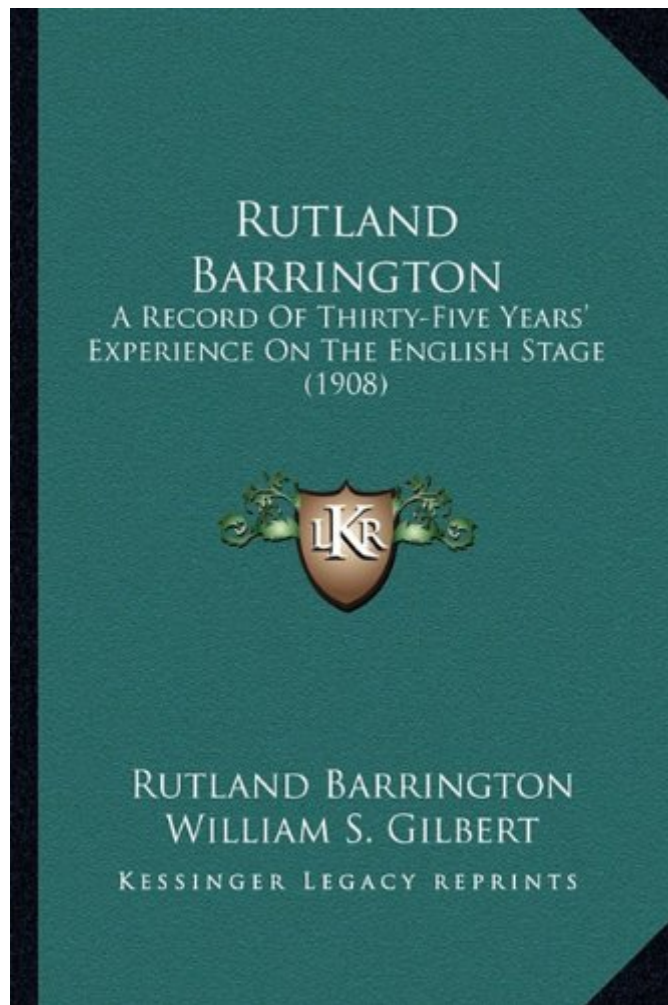 Rutland
Barrington
A Record Of Thirty-Five Years'
Experience On The English Stage
(1908)
LKR
Rutland Barrington
William S. Gilbert
Kessinger Legacy reprints